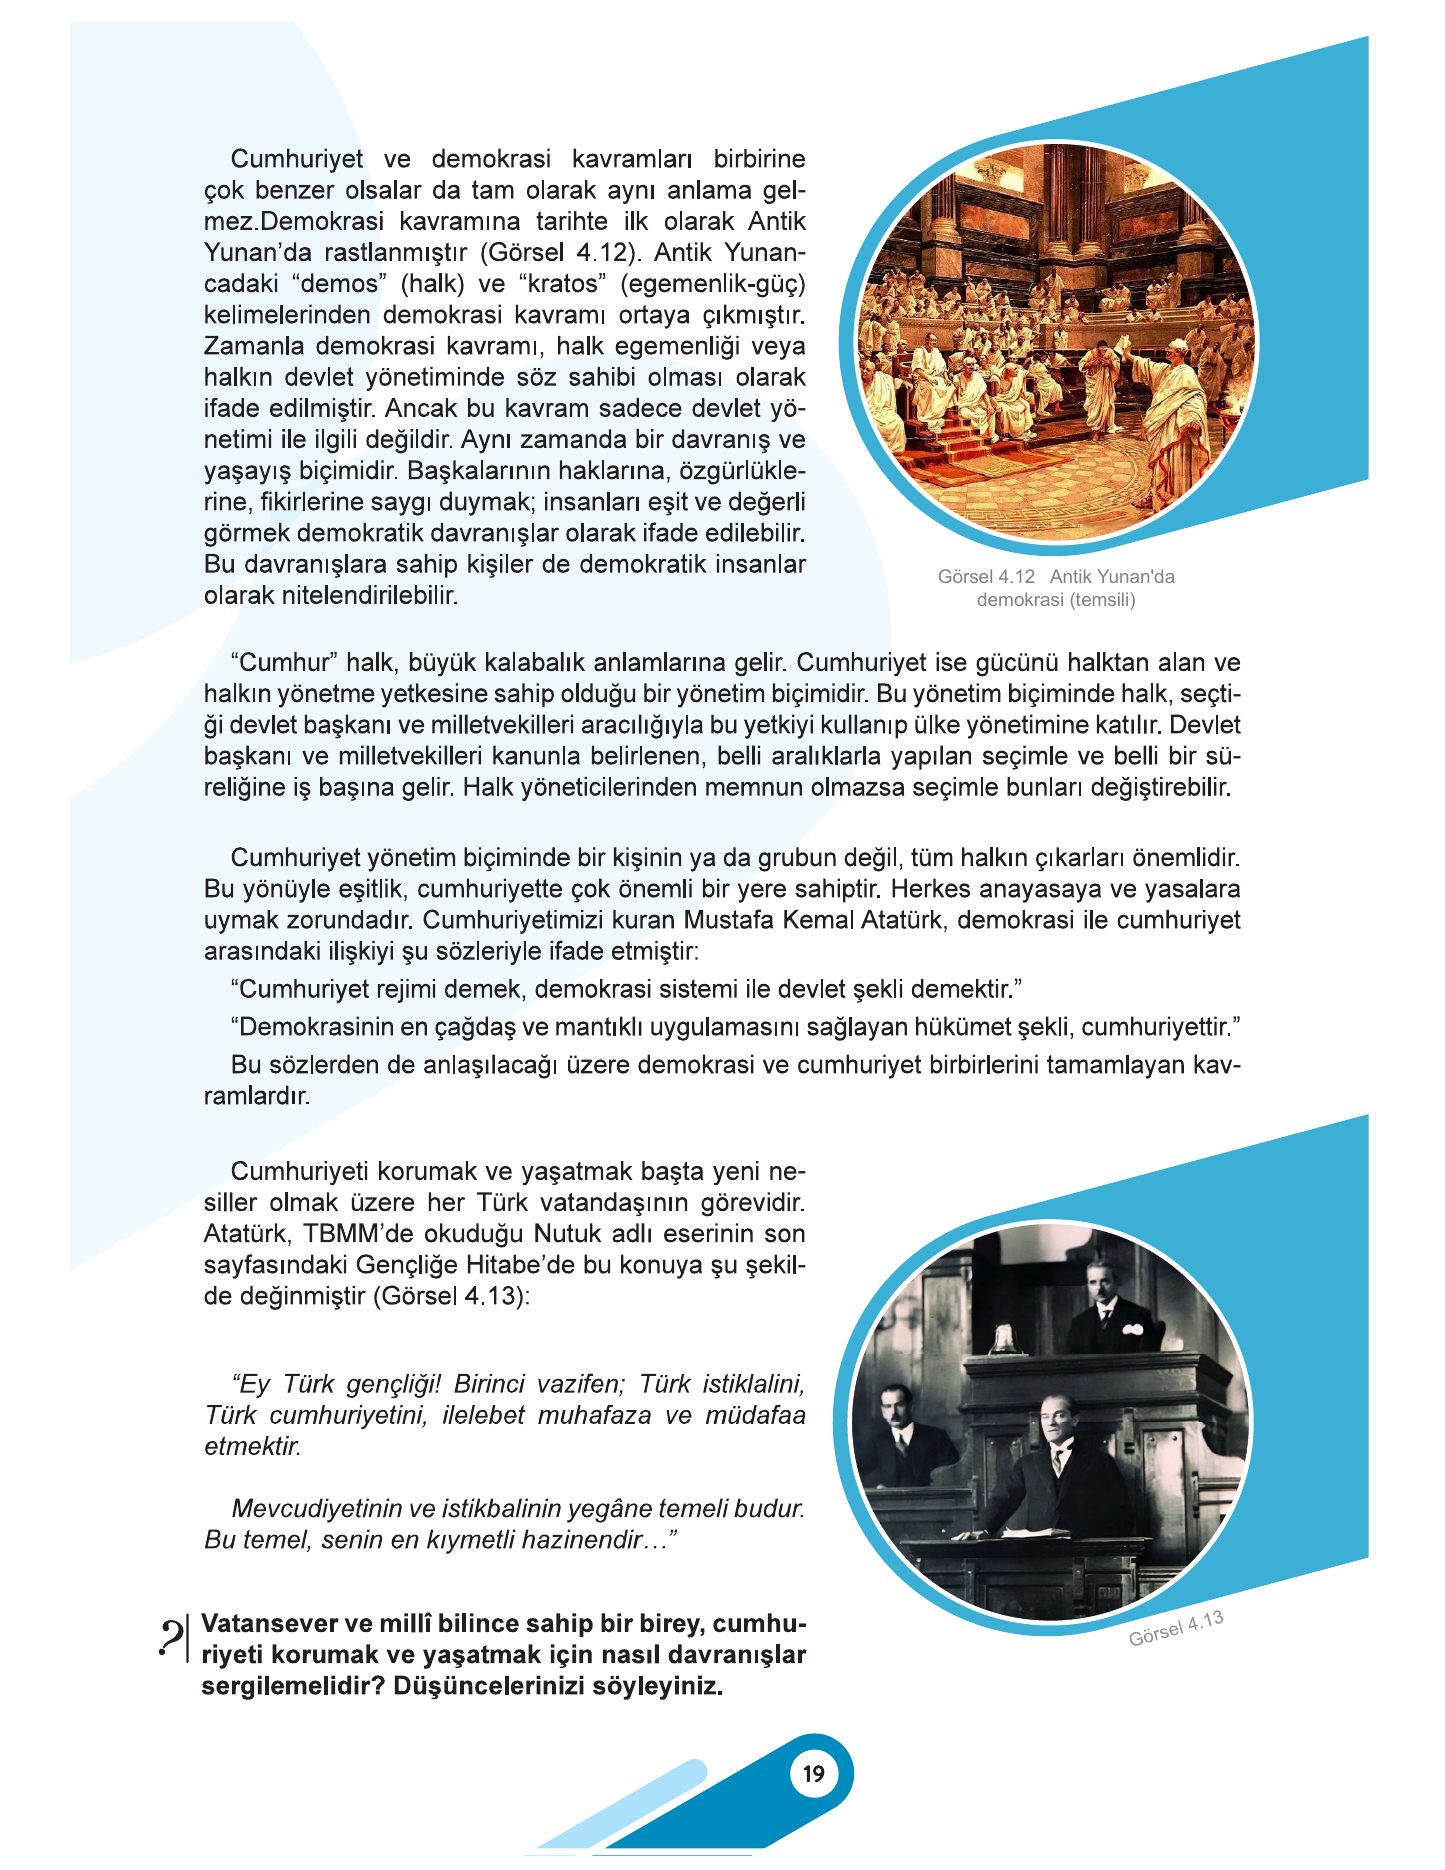 Cumhuriyet ve demokrasi kavramları birbirine
çok benzer olsalar da tam olarak aynı anlama gel-
mez.Demokrasi kavramına tarihte ilk olarak Antik
Yunan’da rastlanmıştır (Görsel 4.12). Antik Yunan-
cadaki “demos” (halk) ve “kratos” (egemenlik-güç)
kelimelerinden demokrasi kavramı ortaya çıkmıştır.
Zamanla demokrasi kavramı, halk egemenliği veya
halkın devlet yönetiminde söz sahibi olması olarak
ifade edilmiştir. Ancak bu kavram sadece devlet yö-
netimi ile ilgili değildir. Aynı zamanda bir davranış ve
yaşayış biçimidir. Başkalarının haklarına, özgürlükle-
rine, fikirlerine saygı duymak; insanları eşit ve değerli
görmek demokratik davranışlar olarak ifade edilebilir.
Bu davranışlara sahip kişiler de demokratik insanlar
olarak nitelendirilebilir.
Görsel 4.12 Antik Yunan'da
demokrasi (temsili)
“Cumhur” halk, büyük kalabalık anlamlarına gelir. Cumhuriyet ise gücünü halktan alan ve
halkın yönetme yetkesine sahip olduğu bir yönetim biçimidir. Bu yönetim biçiminde halk, seçti-
ği devlet başkanı ve milletvekilleri aracılığıyla bu yetkiyi kullanıp ülke yönetimine katılır. Devlet
başkanı ve milletvekilleri kanunla belirlenen, belli aralıklarla yapılan seçimle ve belli bir sü-
reliğine iş başına gelir. Halk yöneticilerinden memnun olmazsa seçimle bunları değiştirebilir.
Cumhuriyet yönetim biçiminde bir kişinin ya da grubun değil, tüm halkın çıkarları önemlidir.
Bu yönüyle eşitlik, cumhuriyette çok önemli bir yere sahiptir. Herkes anayasaya ve yasalara
uymak zorundadır. Cumhuriyetimizi kuran Mustafa Kemal Atatürk, demokrasi ile cumhuriyet
arasındaki ilişkiyi şu sözleriyle ifade etmiştir:
“Cumhuriyet rejimi demek, demokrasi sistemi ile devlet şekli demektir.”
“Demokrasinin en çağdaş ve mantıklı uygulamasını sağlayan hükümet şekli, cumhuriyettir.”
Bu sözlerden de anlaşılacağı üzere demokrasi ve cumhuriyet birbirlerini tamamlayan kav-
ramlardır.
Cumhuriyeti korumak ve yaşatmak başta yeni ne-
siller olmak üzere her Türk vatandaşının görevidir.
Atatürk, TBMM’de okuduğu Nutuk adlı eserinin son
sayfasındaki Gençliğe Hitabe’de bu konuya şu şekil-
de değinmiştir (Görsel 4.13):
“Ey Türk gençliği! Birinci vazifen; Türk istiklalini,
Türk cumhuriyetini, ilelebet muhafaza ve müdafaa
etmektir.
Mevcudiyetinin ve istikbalinin yegâne temeli budur.
Bu temel, senin en kıymetli hazinendir…”
Görsel 4.13
?
Vatansever ve millî bilince sahip bir birey, cumhu-
riyeti korumak ve yaşatmak için nasıl davranışlar
sergilemelidir? Düşüncelerinizi söyleyiniz.
19